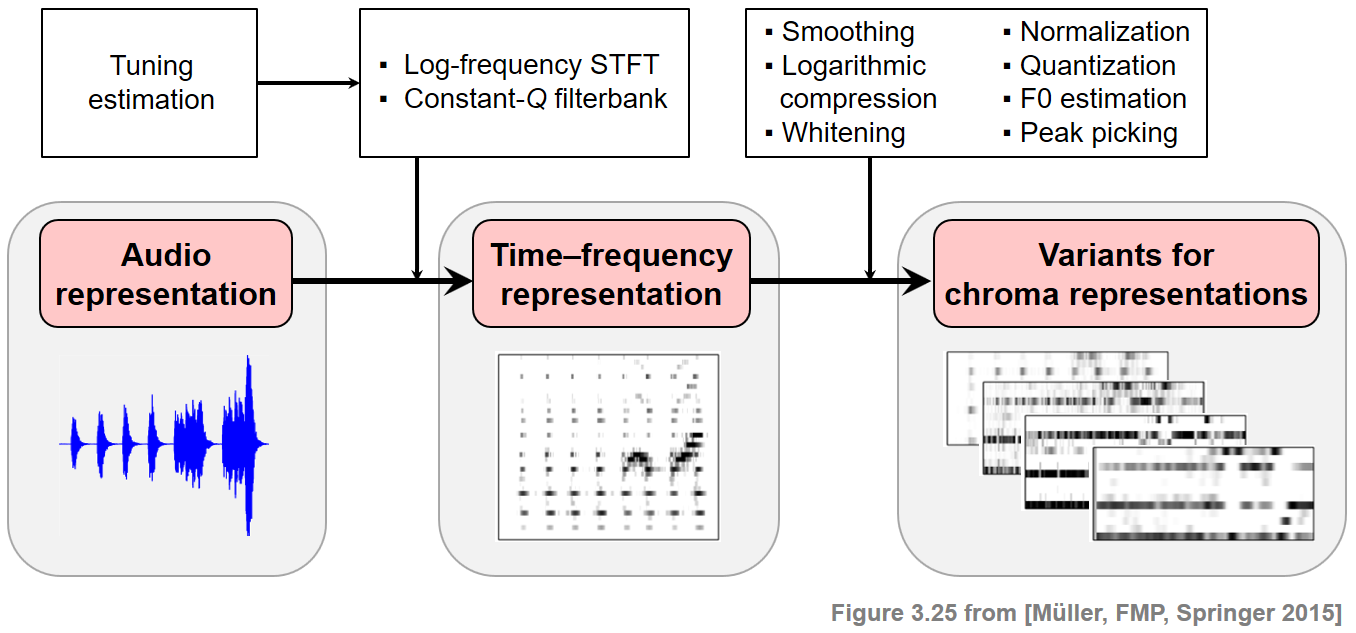 Tuning
estimation
▪ Log-frequency STFT
▪ Constant-Q filterbank
▪ Smoothing
▪ Logarithmic
compression
▪ Whitening
▪ Normalization
▪ Quantization
▪ F0 estimation
▪ Peak picking
Audio
representation
Time–frequency
representation
Variants for
chroma representations
Figure 3.25 from [Müller, FMP, Springer 2015]